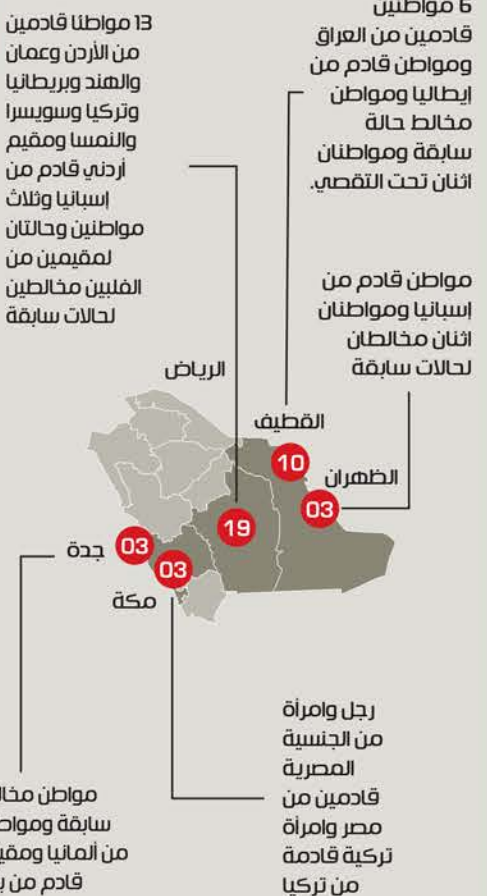 6 مواطنين
قادمين من العراق
ومواطن قادم من
إيطاليا ومواطن
مخالط حالة
سابقة ومواطنان
اثنان تحت التقصي.
13 مواطنا قادمين
من الأردن وعمان
والهند وبريطانيا
وتركيا وسويسرا
والنمسا ومقيم
أردني قادم من
إسبانيا وثلاث
مواطنين وحالتان
لمقيمين من
الفلبين مخالطين
لحالات سابقة
مواطن قادم من
إسبانيا ومواطنان
اثنان مخالطان
لحالات سابقة
الرياض
القطيف
10
الظهران
03
19
03
جدة
03
مكة
رجل وامرأة
من الجنسية
المصرية
قادمين من
مصر وامرأة
تركية قادمة
من تركيا
مواطن
سابقة
من ألمانيا
قادم من